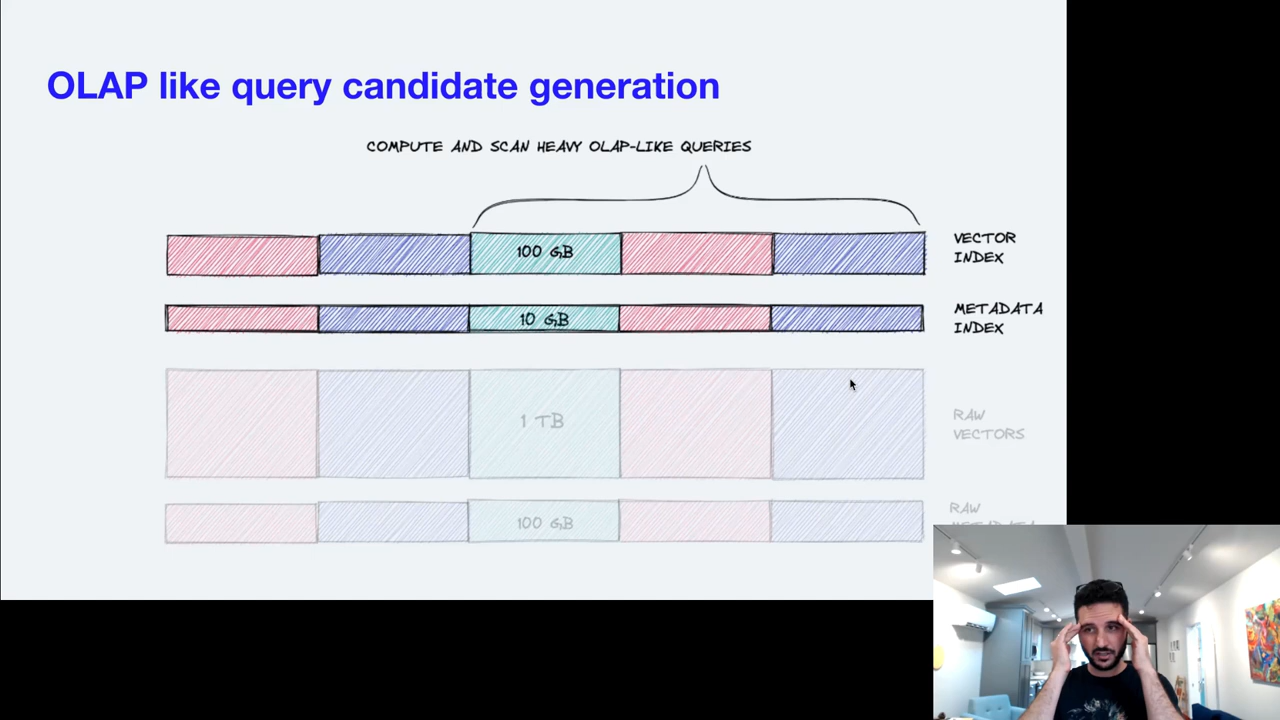 OLAP like query candidate generation
COMPUTE AND SCAN HEAVY OLAP-LIKE QUERIES
100 GB
VECTOR
INDEX
10 GB
METADATA
INDEX
1 TB
RAW
VECTORS
100 GB
RAW
METADATA